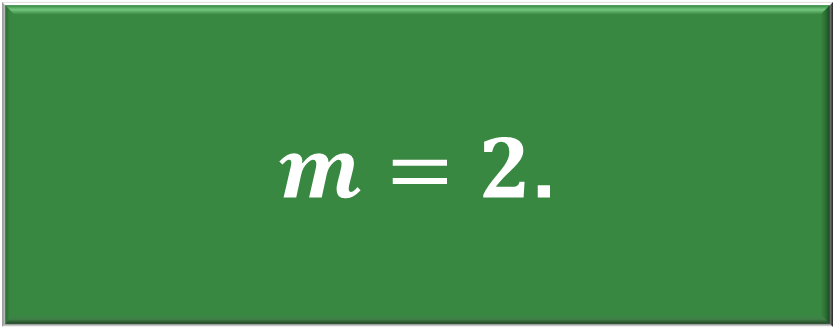 m = 2.